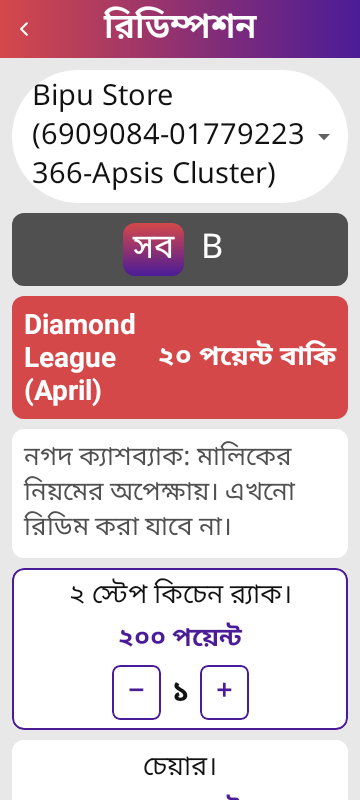 রিডিম্পশন
Bipu Store
(6909084-01779223
366-Apsis Cluster)
সব B
Diamond
League
(April)
২০ পয়েন্ট বাকি
নগদ ক্যাশব্যাক: মালিকের
নিয়মের অপেক্ষায়। এখনো
রিডিম করা যাবে না।
২ স্টেপ কিচেন র‍্যাক।
২০০ পয়েন্ট
− ১ +
চেয়ার।